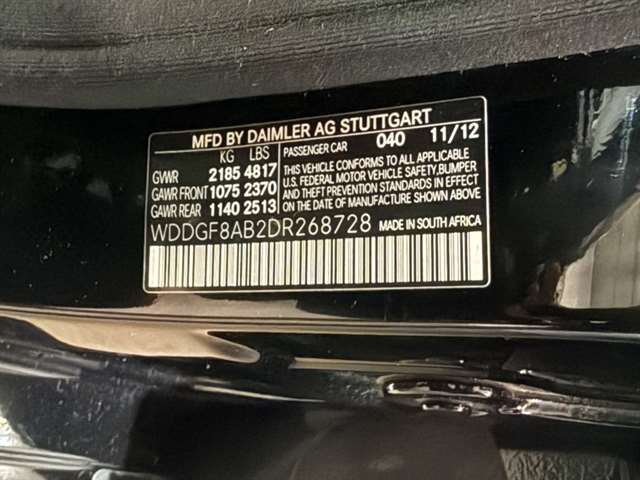 MFD BY DAIMLER AG STUTTGART
KG LBS PASSENGER CAR 040 11/12
GVWR 2185 4817
GAWR FRONT 1075 2370
GAWR REAR 1140 2513
THIS VEHICLE CONFORMS TO ALL APPLICABLE
U.S. FEDERAL MOTOR VEHICLE SAFETY,BUMPER
AND THEFT PREVENTION STANDARDS IN EFFECT
ON THE DATE OF MANUFACTURE SHOWN ABOVE.
WDDGF8AB2DR268728 MADE IN SOUTH AFRICA